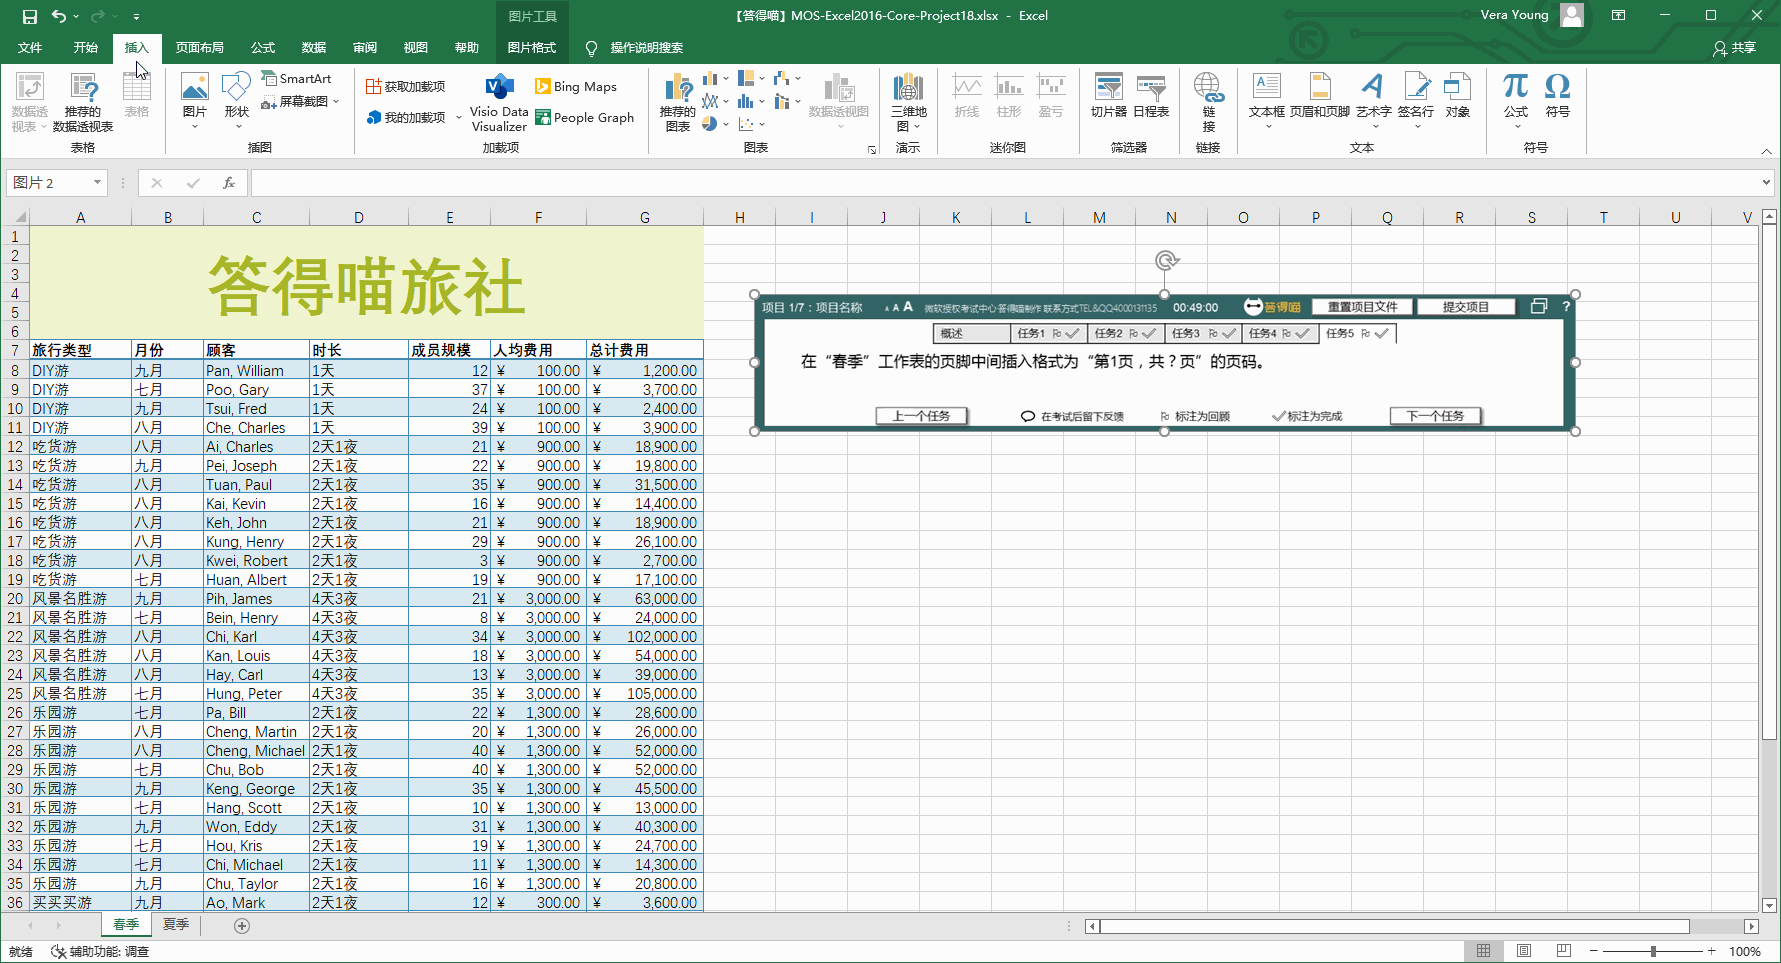 图片工具
【答得喵】MOS-Excel2016-Core-Project18.xlsx - Excel
Vera Young
文件 开始 插入 页面布局 公式 数据 审阅 视图 帮助 图片格式 操作说明搜索 共享
数据透视表 推荐的数据透视表 表格
图片 形状 SmartArt 屏幕截图
获取加载项 我的加载项 Visio Data Visualizer Bing Maps People Graph
推荐的图表 数据透视图 三维地图
折线 柱形 盈亏 切片器 日程表 链接
文本框 页眉和页脚 艺术字 签名行 对象 公式 符号
表格 插图 加载项 图表 演示 迷你图 筛选器 链接 文本 符号
图片 2 fx
A B C D E F G H I J K L M N O P Q R S T U V
1
2
3
4
5
6
答得喵旅社
7 旅行类型 月份 顾客 时长 成员规模 人均费用 总计费用
8 DIY游 九月 Pan, William 1天 12 ¥ 100.00 ¥ 1,200.00
9 DIY游 七月 Poo, Gary 1天 37 ¥ 100.00 ¥ 3,700.00
10 DIY游 九月 Tsui, Fred 1天 24 ¥ 100.00 ¥ 2,400.00
11 DIY游 八月 Che, Charles 1天 39 ¥ 100.00 ¥ 3,900.00
12 吃货游 八月 Ai, Charles 2天1夜 21 ¥ 900.00 ¥ 18,900.00
13 吃货游 九月 Pei, Joseph 2天1夜 22 ¥ 900.00 ¥ 19,800.00
14 吃货游 八月 Tuan, Paul 2天1夜 35 ¥ 900.00 ¥ 31,500.00
15 吃货游 八月 Kai, Kevin 2天1夜 16 ¥ 900.00 ¥ 14,400.00
16 吃货游 八月 Keh, John 2天1夜 21 ¥ 900.00 ¥ 18,900.00
17 吃货游 八月 Kung, Henry 2天1夜 29 ¥ 900.00 ¥ 26,100.00
18 吃货游 八月 Kwei, Robert 2天1夜 3 ¥ 900.00 ¥ 2,700.00
19 吃货游 七月 Huan, Albert 2天1夜 19 ¥ 900.00 ¥ 17,100.00
20 风景名胜游 九月 Pih, James 4天3夜 21 ¥ 3,000.00 ¥ 63,000.00
21 风景名胜游 七月 Bein, Henry 4天3夜 8 ¥ 3,000.00 ¥ 24,000.00
22 风景名胜游 八月 Chi, Karl 4天3夜 34 ¥ 3,000.00 ¥ 102,000.00
23 风景名胜游 八月 Kan, Louis 4天3夜 18 ¥ 3,000.00 ¥ 54,000.00
24 风景名胜游 八月 Hay, Carl 4天3夜 13 ¥ 3,000.00 ¥ 39,000.00
25 风景名胜游 七月 Hung, Peter 4天3夜 35 ¥ 3,000.00 ¥ 105,000.00
26 乐园游 七月 Pa, Bill 2天1夜 22 ¥ 1,300.00 ¥ 28,600.00
27 乐园游 八月 Cheng, Martin 2天1夜 20 ¥ 1,300.00 ¥ 26,000.00
28 乐园游 八月 Cheng, Michael 2天1夜 40 ¥ 1,300.00 ¥ 52,000.00
29 乐园游 七月 Chu, Bob 2天1夜 40 ¥ 1,300.00 ¥ 52,000.00
30 乐园游 九月 Keng, George 2天1夜 35 ¥ 1,300.00 ¥ 45,500.00
31 乐园游 七月 Hang, Scott 2天1夜 10 ¥ 1,300.00 ¥ 13,000.00
32 乐园游 九月 Won, Eddy 2天1夜 31 ¥ 1,300.00 ¥ 40,300.00
33 乐园游 七月 Hou, Kris 2天1夜 19 ¥ 1,300.00 ¥ 24,700.00
34 乐园游 七月 Chi, Michael 2天1夜 11 ¥ 1,300.00 ¥ 14,300.00
35 乐园游 九月 Chu, Taylor 2天1夜 16 ¥ 1,300.00 ¥ 20,800.00
36 买买买游 九月 Ao, Mark 2天1夜 12 ¥ 300.00 ¥ 3,600.00
项目 1/7：项目名称 A A A 微软授权考试中心·答得喵制作 联系方式TEL&QQ4000131135 00:49:00 答得喵 重置项目文件 提交项目 ?
概述 任务1 任务2 任务3 任务4 任务5
在“春季”工作表的页脚中间插入格式为“第1页，共？页”的页码。
上一个任务 在考试后留下反馈 标注为回顾 标注为完成 下一个任务
春季 夏季
就绪 辅助功能: 调查 100%